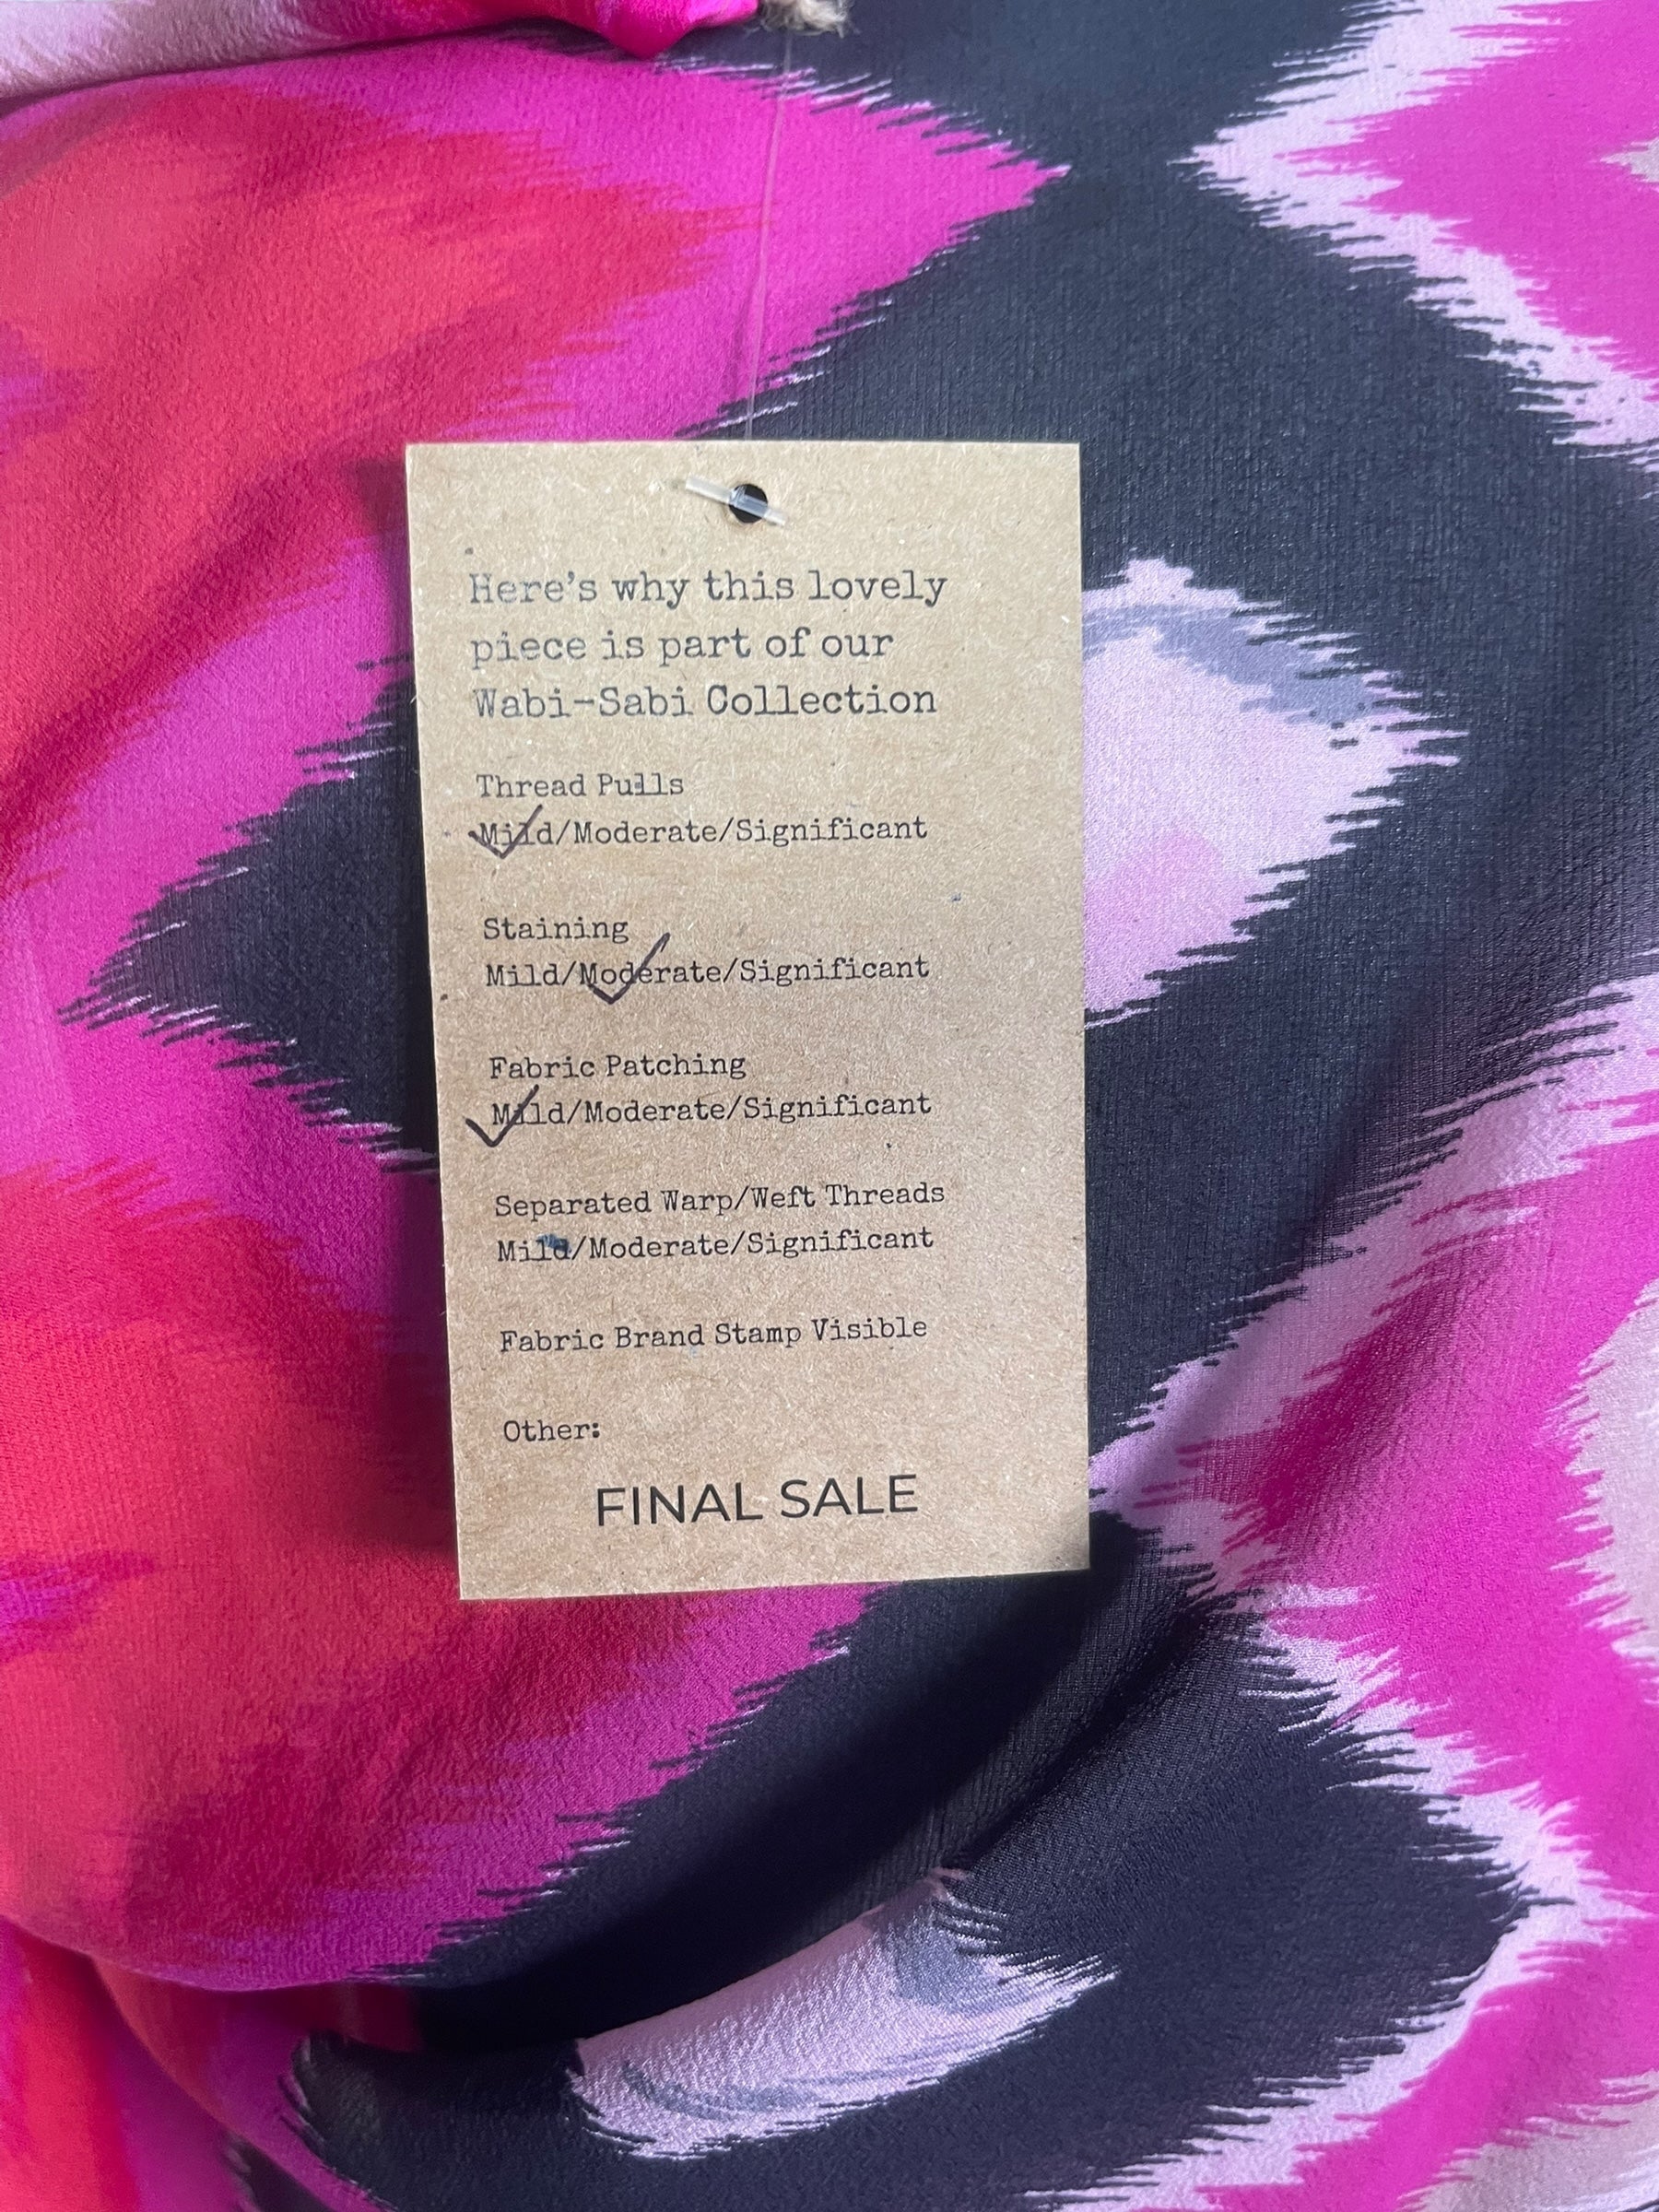 Here's why this lovely
piece is part of our
Wabi-Sabi Collection
Thread Pulls
Mild/Moderate/Significant
Staining
Mild/Moderate/Significant
Fabric Patching
Mild/Moderate/Significant
Separated Warp/Weft Threads
Mild/Moderate/Significant
Fabric Brand Stamp Visible
Other:
FINAL SALE